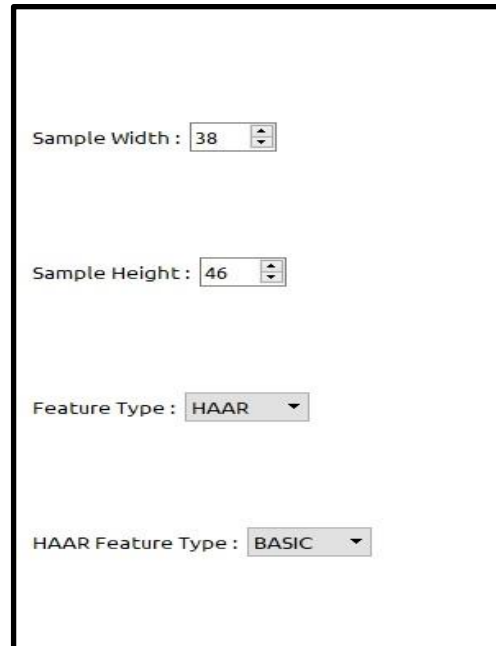 Sample Width : 38
Sample Height : 46
Feature Type : HAAR
HAAR Feature Type : BASIC